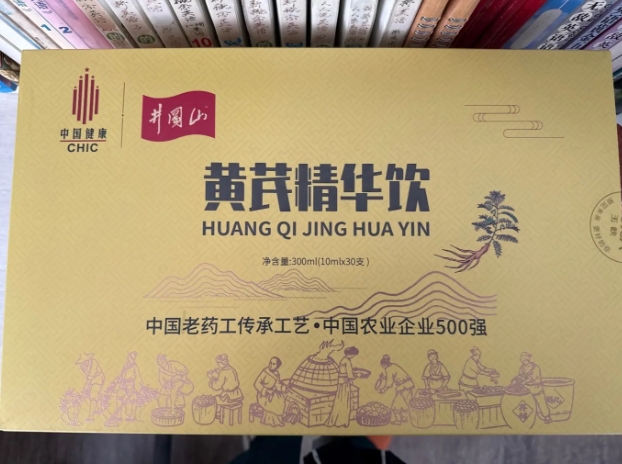 中国健康
CHIC
井冈山
黄芪精华饮
HUANG QI JING HUA YIN
净含量:300ml(10mlx30支)
中国老药工传承工艺•中国农业企业500强